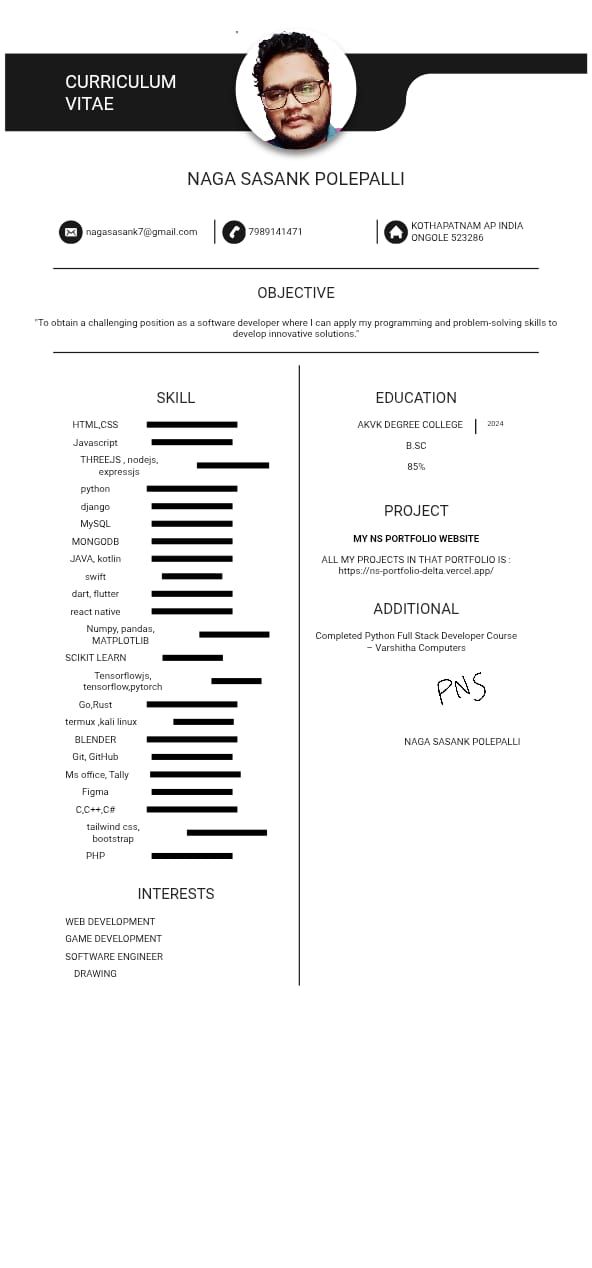 CURRICULUM
VITAE
NAGA SASANK POLEPALLI
nagasasank7@gmail.com
7989141471
KOTHAPATNAM AP INDIA
ONGOLE 523286
OBJECTIVE
"To obtain a challenging position as a software developer where I can apply my programming and problem-solving skills to
develop innovative solutions."
SKILL
HTML,CSS
Javascript
THREEJS , nodejs,
expressjs
python
django
MySQL
MONGODB
JAVA, kotlin
swift
dart, flutter
react native
Numpy, pandas,
MATPLOTLIB
SCIKIT LEARN
Tensorflowjs,
tensorflow,pytorch
Go,Rust
termux ,kali linux
BLENDER
Git, GitHub
Ms office, Tally
Figma
C,C++,C#
tailwind css,
bootstrap
PHP
INTERESTS
WEB DEVELOPMENT
GAME DEVELOPMENT
SOFTWARE ENGINEER
DRAWING
EDUCATION
AKVK DEGREE COLLEGE 2024
B.SC
85%
PROJECT
MY NS PORTFOLIO WEBSITE
ALL MY PROJECTS IN THAT PORTFOLIO IS :
https://ns-portfolio-delta.vercel.app/
ADDITIONAL
Completed Python Full Stack Developer Course
– Varshitha Computers
PNS
NAGA SASANK POLEPALLI